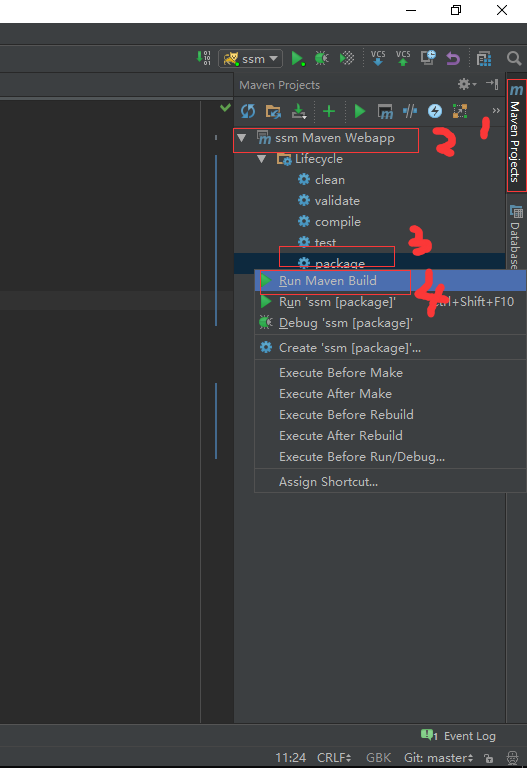 ssm
VCS
VCS
Maven Projects
1
Maven Projects
ssm Maven Webapp
2
Lifecycle
clean
validate
compile
test
3
package
Run Maven Build
4
Run 'ssm [package]'
Ctrl+Shift+F10
Debug 'ssm [package]'
Create 'ssm [package]'...
Execute Before Make
Execute After Make
Execute Before Rebuild
Execute After Rebuild
Execute Before Run/Debug...
Assign Shortcut...
Database
1 Event Log
11:24 CRLF GBK Git: master